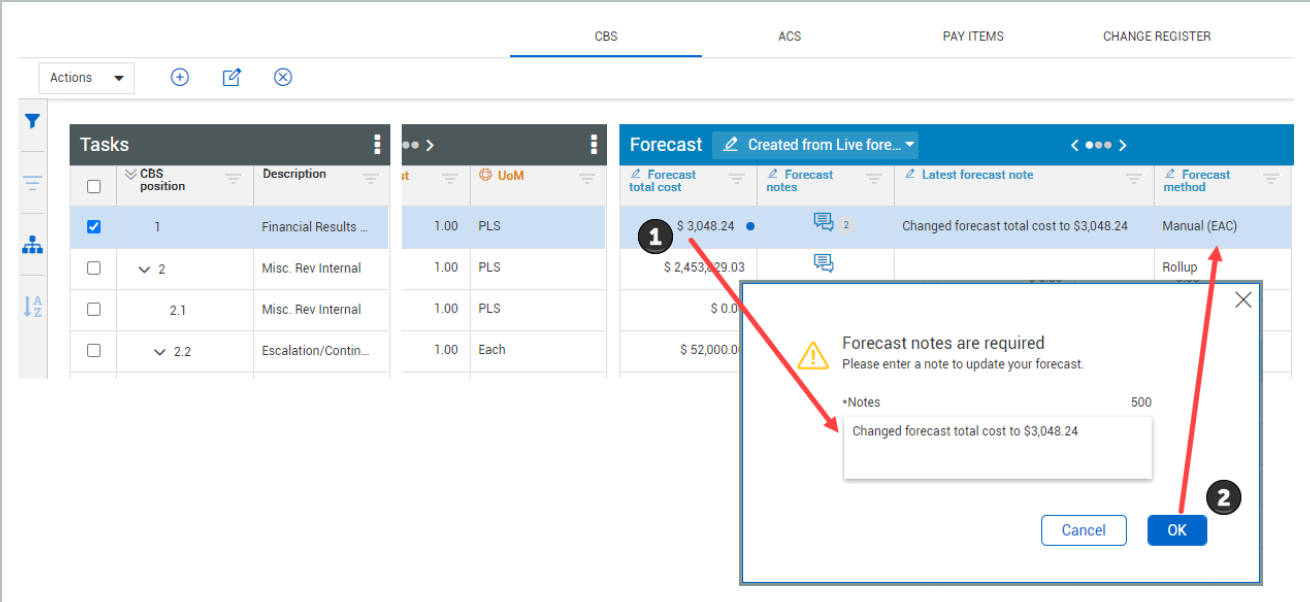 CBS ACS PAY ITEMS CHANGE REGISTER
Actions
Tasks
Forecast Created from Live fore...
CBS position
Description
st
UoM
Forecast total cost
Forecast notes
Latest forecast note
Forecast method
1 Financial Results ... 1.00 PLS $ 3,048.24 2 Changed forecast total cost to $3,048.24 Manual (EAC)
1
2 Misc. Rev Internal 1.00 PLS Rollup
2.1 Misc. Rev Internal 1.00 PLS
2.2 Escalation/Contin... 1.00 Each
A
Z
Forecast notes are required
Please enter a note to update your forecast.
*Notes 500
Changed forecast total cost to $3,048.24
2
Cancel OK